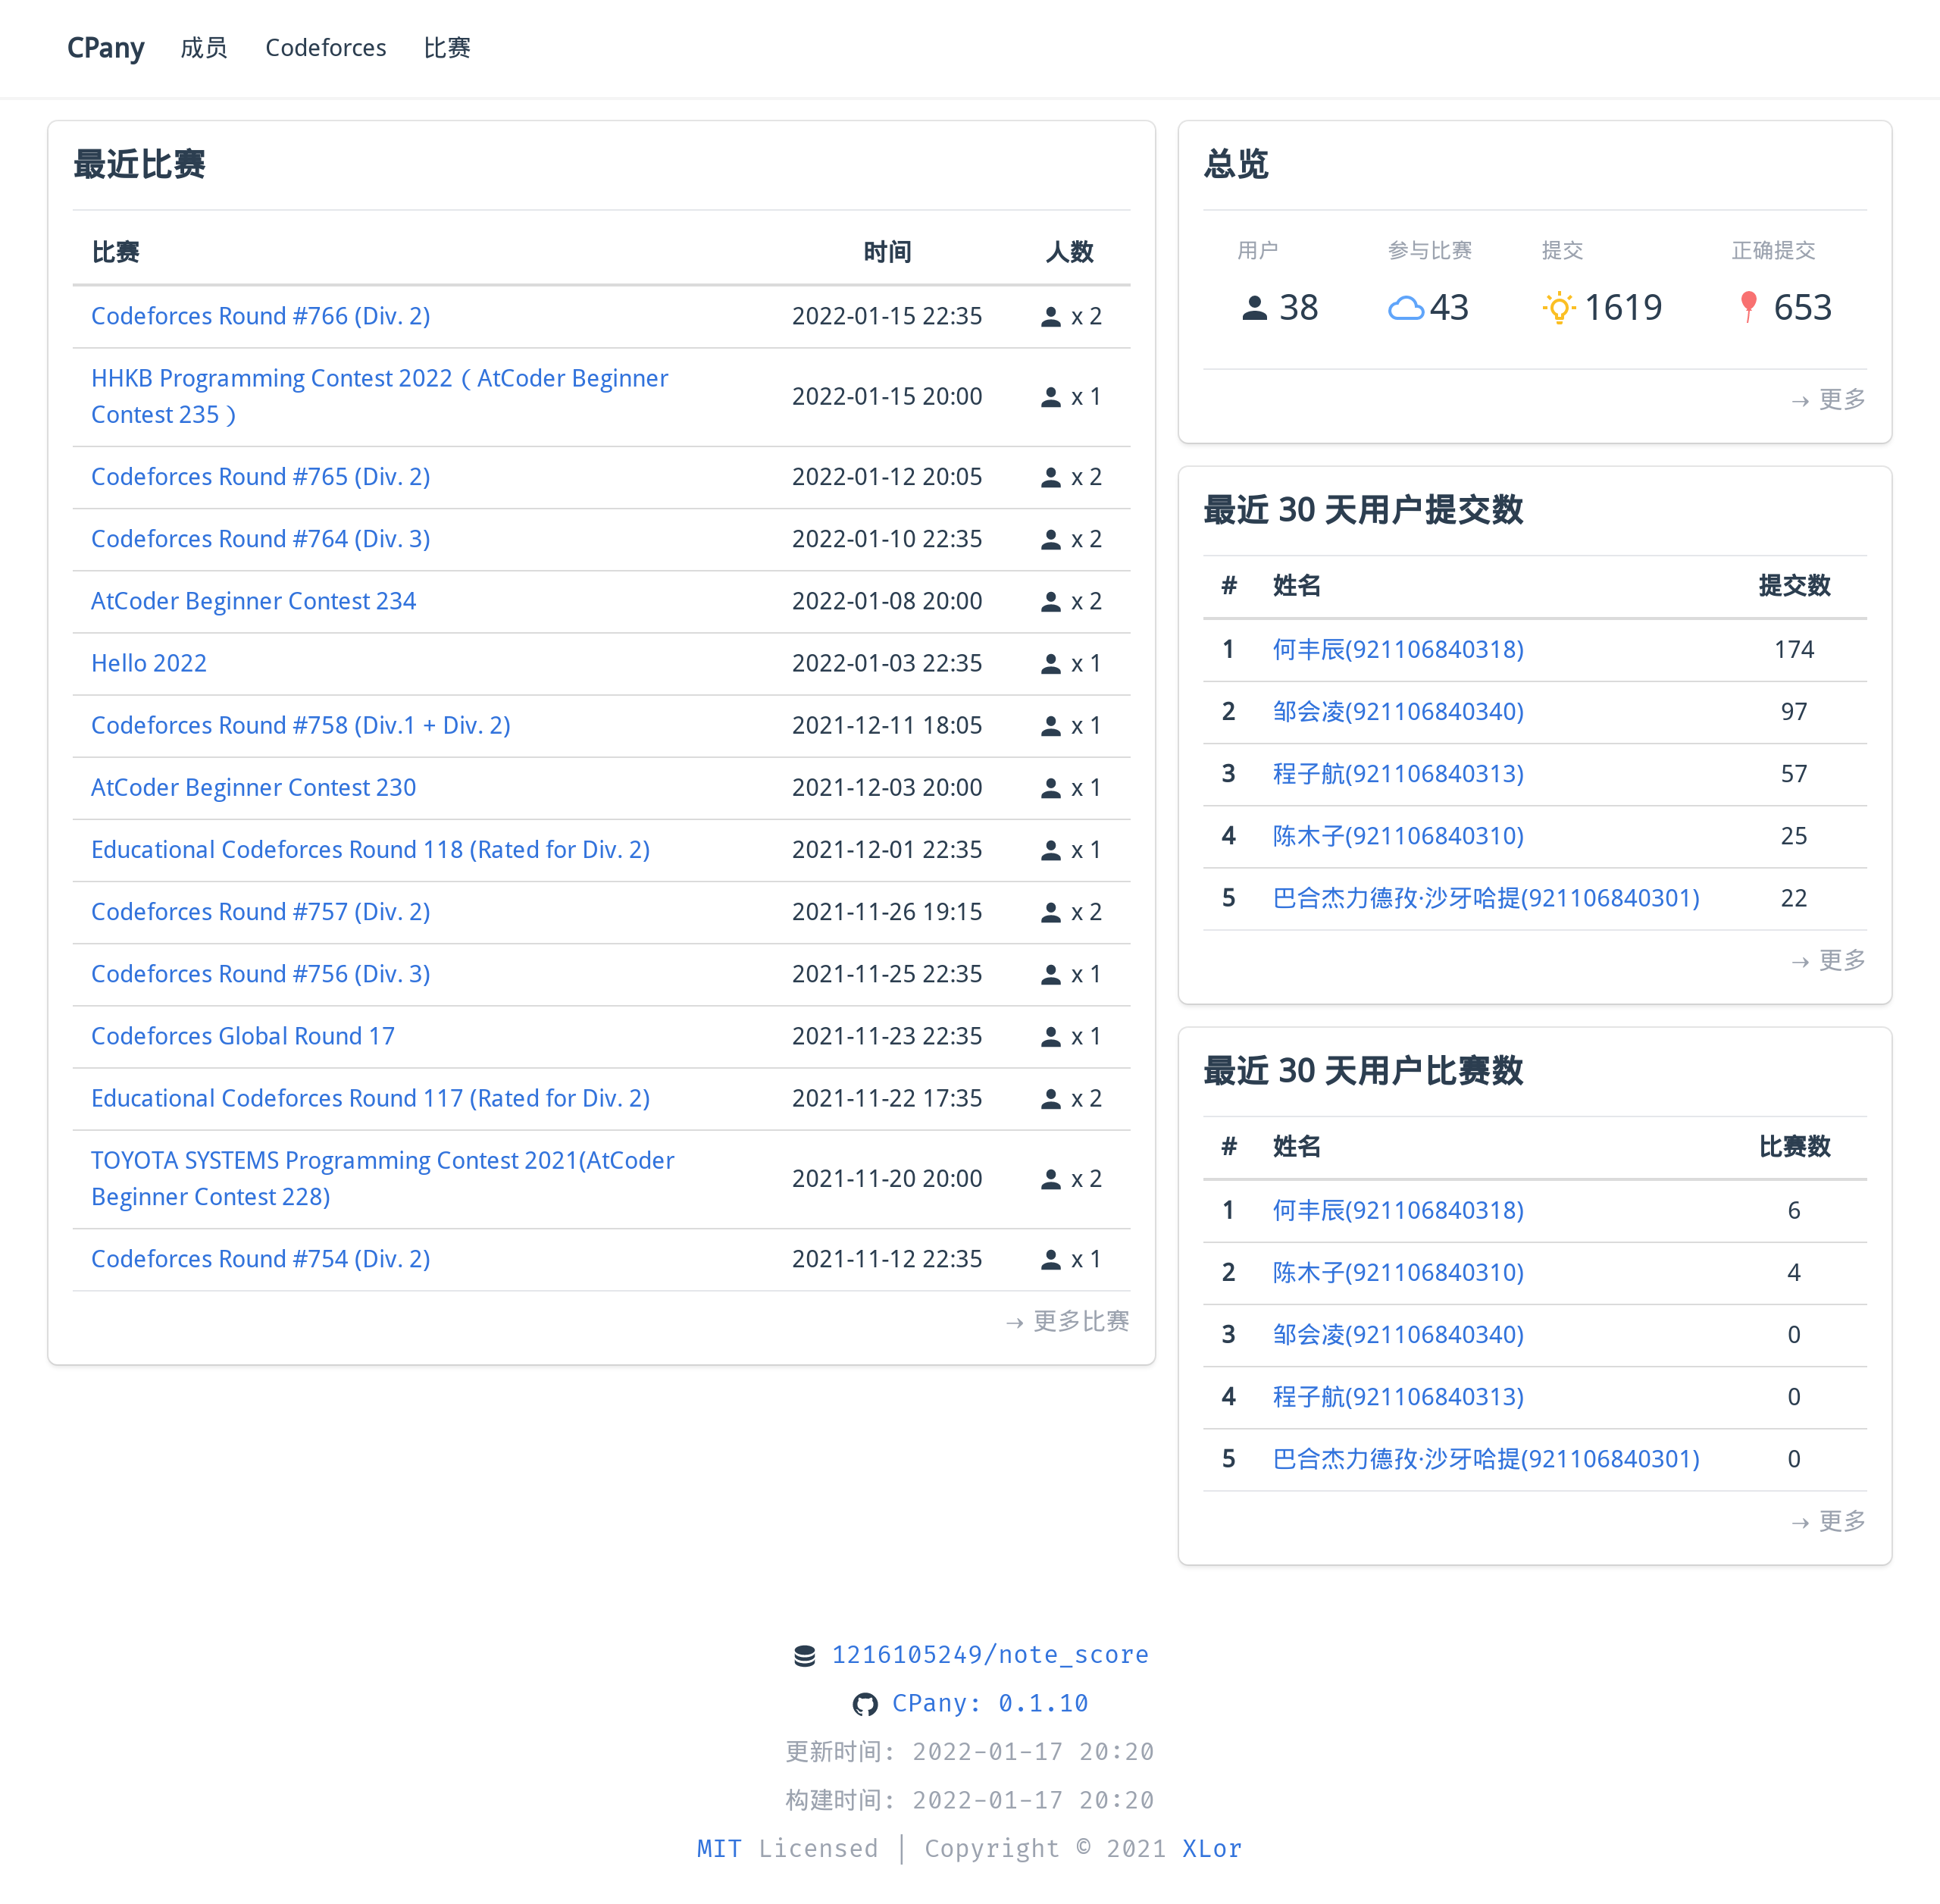 CPany 成员 Codeforces 比赛
最近比赛
比赛 时间 人数
Codeforces Round #766 (Div. 2) 2022-01-15 22:35 x 2
HHKB Programming Contest 2022（AtCoder Beginner
Contest 235） 2022-01-15 20:00 x 1
Codeforces Round #765 (Div. 2) 2022-01-12 20:05 x 2
Codeforces Round #764 (Div. 3) 2022-01-10 22:35 x 2
AtCoder Beginner Contest 234 2022-01-08 20:00 x 2
Hello 2022 2022-01-03 22:35 x 1
Codeforces Round #758 (Div.1 + Div. 2) 2021-12-11 18:05 x 1
AtCoder Beginner Contest 230 2021-12-03 20:00 x 1
Educational Codeforces Round 118 (Rated for Div. 2) 2021-12-01 22:35 x 1
Codeforces Round #757 (Div. 2) 2021-11-26 19:15 x 2
Codeforces Round #756 (Div. 3) 2021-11-25 22:35 x 1
Codeforces Global Round 17 2021-11-23 22:35 x 1
Educational Codeforces Round 117 (Rated for Div. 2) 2021-11-22 17:35 x 2
TOYOTA SYSTEMS Programming Contest 2021(AtCoder
Beginner Contest 228) 2021-11-20 20:00 x 2
Codeforces Round #754 (Div. 2) 2021-11-12 22:35 x 1
→ 更多比赛
总览
用户 参与比赛 提交 正确提交
38 43 1619 653
→ 更多
最近 30 天用户提交数
# 姓名 提交数
1 何丰辰(921106840318) 174
2 邹会凌(921106840340) 97
3 程子航(921106840313) 57
4 陈木子(921106840310) 25
5 巴合杰力德孜·沙牙哈提(921106840301) 22
→ 更多
最近 30 天用户比赛数
# 姓名 比赛数
1 何丰辰(921106840318) 6
2 陈木子(921106840310) 4
3 邹会凌(921106840340) 0
4 程子航(921106840313) 0
5 巴合杰力德孜·沙牙哈提(921106840301) 0
→ 更多
1216105249/note_score
CPany: 0.1.10
更新时间: 2022-01-17 20:20
构建时间: 2022-01-17 20:20
MIT Licensed | Copyright © 2021 XLor